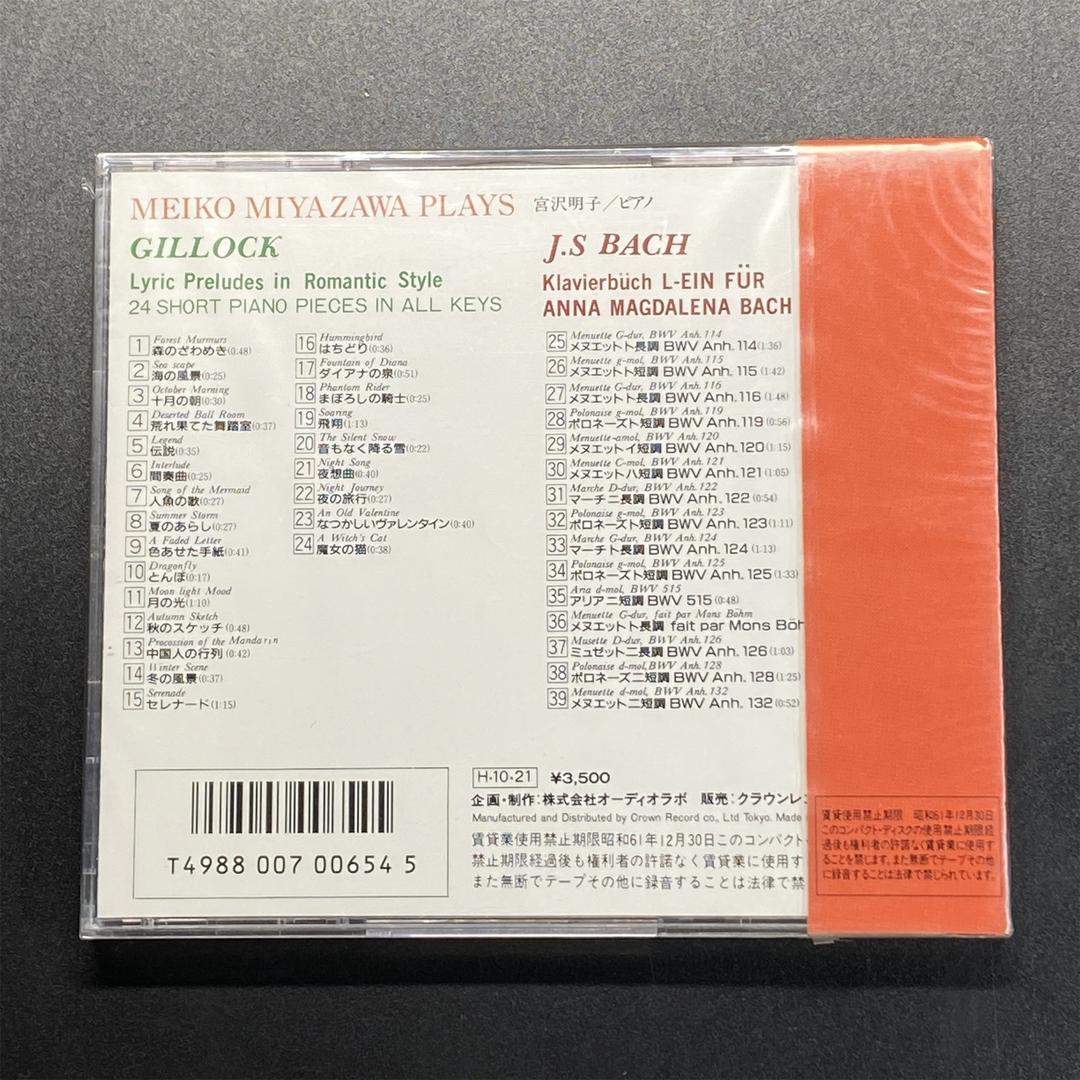 MEIKO MIYAZAWA PLAYS 宮沢明子/ピアノ
GILLOCK
Lyric Preludes in Romantic Style
24 SHORT PIANO PIECES IN ALL KEYS
1 Forest Murmurs
森のざわめき(0:48)
2 Sea scape
海の風景(0:25)
3 October Morning
十月の朝(0:30)
4 Deserted Ball Room
荒れ果てた舞踏室(0:37)
5 Legend
伝説(0:35)
6 Interlude
間奏曲(0:25)
7 Song of the Mermaid
人魚の歌(0:27)
8 Summer Storm
夏のあらし(0:27)
9 A Faded Letter
色あせた手紙(0:41)
10 Dragonfly
とんぼ(0:17)
11 Moon light Mood
月の光(1:10)
12 Autumn Sketch
秋のスケッチ(0:48)
13 Procossion of the Mandarin
中国人の行列(0:42)
14 Winter Scene
冬の風景(0:37)
15 Serenade
セレナード(1:15)
16 Hummingbird
はちどり(0:36)
17 Fountain of Diana
ダイアナの泉(0:51)
18 Phantom Rider
まぼろしの騎士(0:25)
19 Soaring
飛翔(1:13)
20 The Silent Snow
音もなく降る雪(0:22)
21 Night Song
夜想曲(0:40)
22 Night Journey
夜の旅行(0:27)
23 An Old Valentine
なつかしいヴァレンタイン(0:40)
24 A Witch's Cat
魔女の猫(0:38)
J.S BACH
Klavierbüch L-EIN FÜR
ANNA MAGDALENA BACH
25 Menuette G-dur, BWV Anh.114
メヌエットト長調 BWV Anh.114(1:36)
26 Menuette g-mol, BWV Anh.115
メヌエットト短調 BWV Anh. 115 (1:42)
27 Menuette G-dur, BWV Anh.116
メヌエットト長調 BWV Anh.116 (1:48)
28 Polonaise g-mol, BWV Anh.119
ポロネーズト短調 BWV Anh.119 (0:56)
29 Menuette-amol, BWV Anh.120
メヌエットイ短調 BWV Anh.120(1:15)
30 Menuette C-mol, BWV Anh.121
メヌエットハ短調 BWV Anh.121 (1:05)
31 Marche D-dur, BWV Anh.122
マーチニ長調 BWV Anh. 122 (0:54)
32 Polonaise g-mol, BWV Anh.123
ポロネーズト短調 BWV Anh. 123(1:11)
33 Marche G-dur, BWV Anh.124
マーチト長調 BWV Anh. 124 (1:13)
34 Polonaise g-mol, BWV Anh.125
ポロネーズト短調 BWV Anh. 125(1:33)
35 Aria d-mol, BWV 515
アリアニ短調 BWV 515 (0:48)
36 Menuette G-dur, fait par Mons Böhm
メヌエットト長調 fait par Mons Böh
37 Musette D-dur, BWV Anh.126
ミュゼットニ長調 BWV Anh. 126(1:03)
38 Polonaise d-mol,BWV Anh.128
ポロネーズニ短調 BWV Anh. 128(1:25)
39 Menuette d-mol, BWV Anh.132
メヌエットニ短調 BWV Anh. 132(0:52)
T4988 007 00654 5
H・10・21 ¥3,500
企画・制作：株式会社オーディオラボ 販売：クラウンレコ
Manufactured and Distributed by Crown Record co., Ltd Tokyo. Made
賃貸業使用禁止期限昭和61年12月30日このコンパクト・
禁止期限経過後も権利者の許諾なく賃貸業に使用す
また無断でテープその他に録音することは法律で禁
賃貸使用禁止期限 昭和61年12月30日
このコンパクト・ディスクの使用禁止期限経
過後も権利者の許諾なく賃貸業に使用す
ることを禁じます。また無断でテープその他
に録音することは法律で禁じられています。